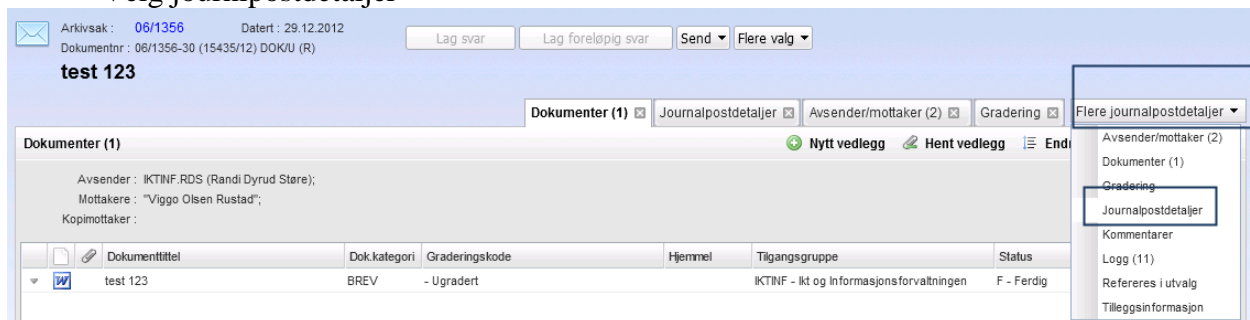 Velg journalpostdetaljer
Arkivsak : 06/1356 Datert : 29.12.2012
Dokumentnr : 06/1356-30 (15435/12) DOK/U (R)
test 123
Lag svar Lag foreløpig svar Send Flere valg
Dokumenter (1) Journalpostdetaljer Avsender/mottaker (2) Gradering Flere journalpostdetaljer
Dokumenter (1) Nytt vedlegg Hent vedlegg
Avsender/mottaker (2)
Dokumenter (1)
Gradering
Journalpostdetaljer
Kommentarer
Logg (11)
Refereres i utvalg
Tilleggsinformasjon
Avsender : IKTINF.RDS (Randi Dyrud Støre);
Mottakere : "Viggo Olsen Rustad";
Kopimottaker :
Dokumenttittel Dok.kategori Graderingskode Hjemmel Tilgangsgruppe Status
test 123 BREV - Ugradert IKTINF - Ikt og Informasjonsforvaltningen F - Ferdig